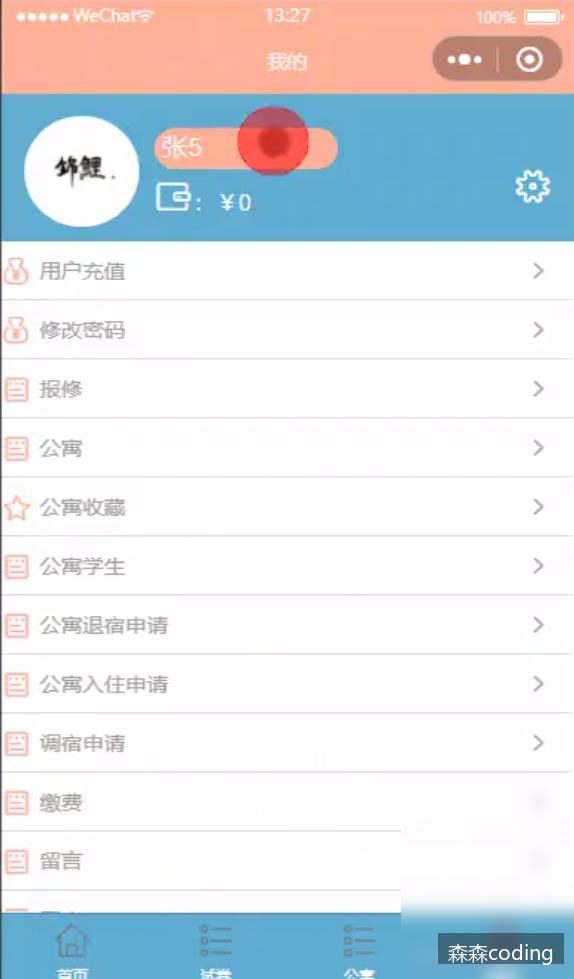 WeChat 13:27 100%
我的
錦鯉.
张5
: ￥0
用户充值
修改密码
报修
公寓
公寓收藏
公寓学生
公寓退宿申请
公寓入住申请
调宿申请
缴费
留言
首页 试卷 公寓
森森coding